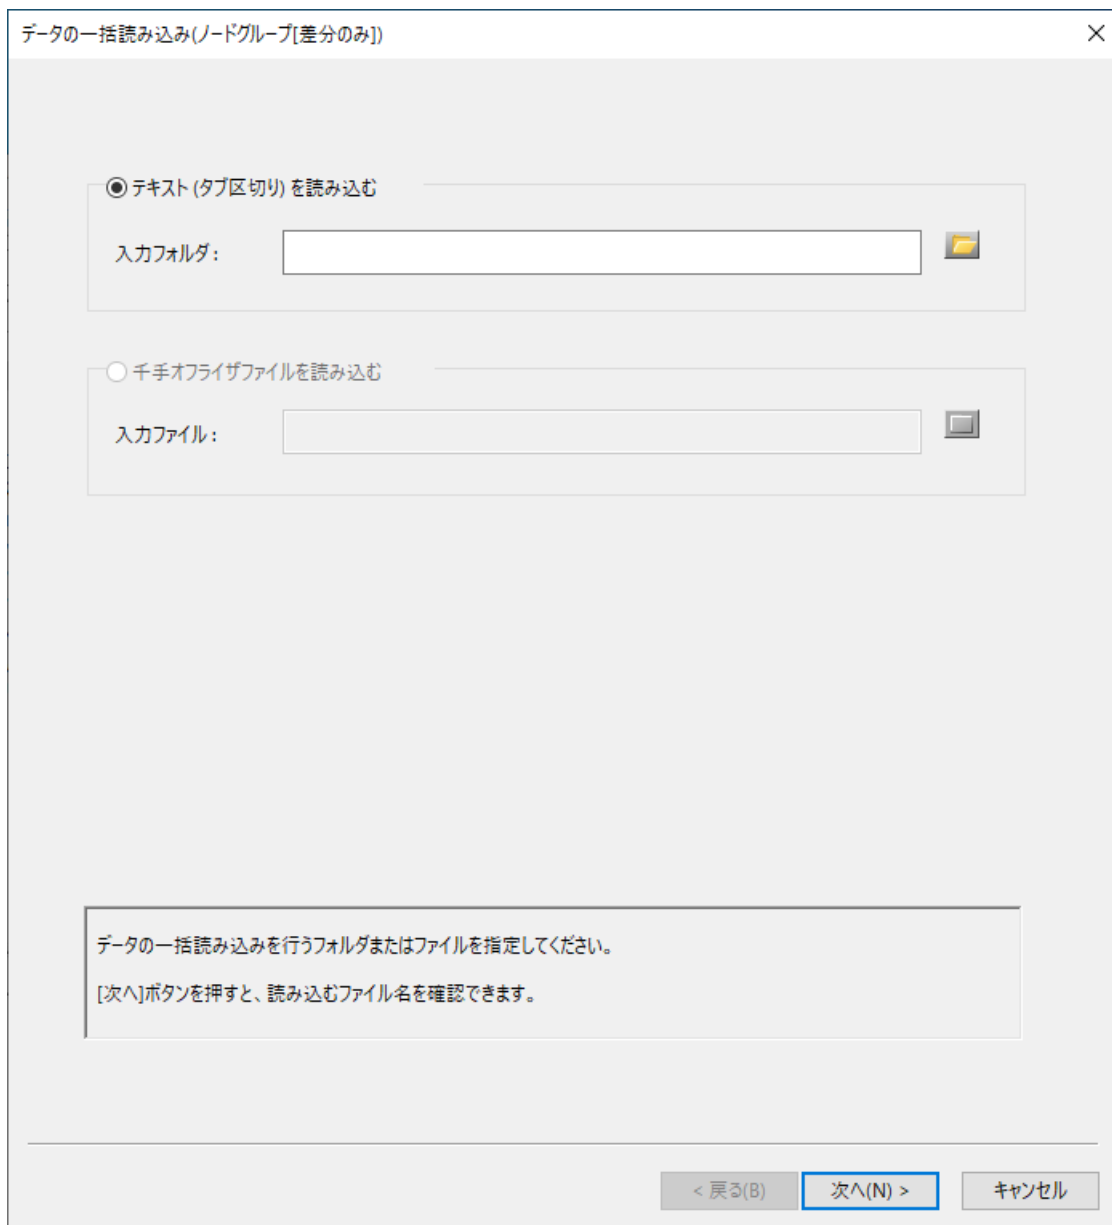 データの一括読み込み(ノードグループ[差分のみ])
テキスト (タブ区切り) を読み込む
入力フォルダ :
千手オフライザファイルを読み込む
入力ファイル :
データの一括読み込みを行うフォルダまたはファイルを指定してください。
[次へ]ボタンを押すと、読み込むファイル名を確認できます。
< 戻る(B)
次へ(N) >
キャンセル